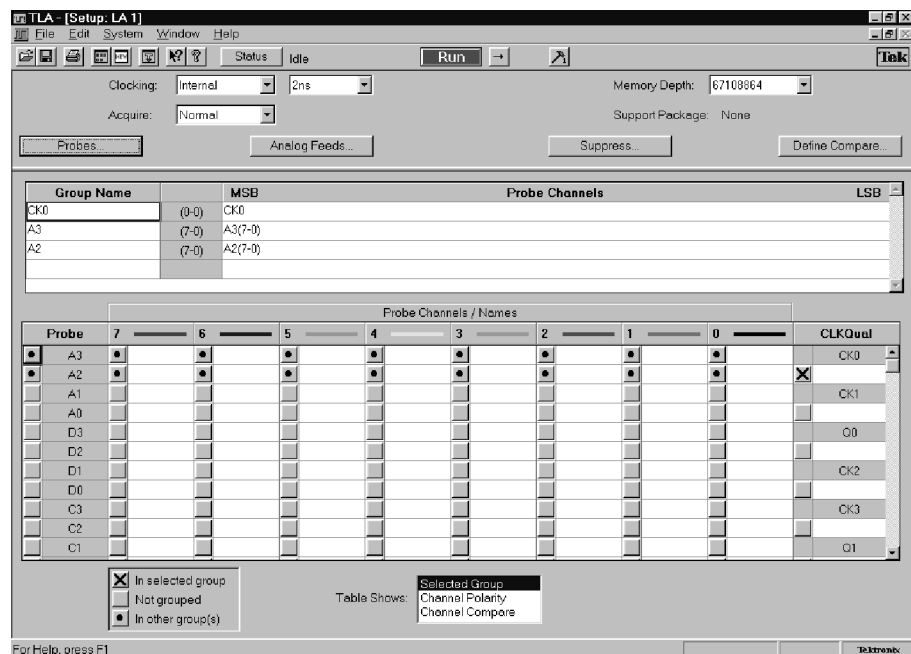 TLA - [Setup: LA 1]
File Edit System Window Help
Status Idle Run → Tek
Clocking: Internal 2ns Memory Depth: 67108864
Acquire: Normal Support Package: None
Probes... Analog Feeds... Suppress... Define Compare...
Group Name MSB Probe Channels LSB
CK0 (0-0) CK0
A3 (7-0) A3(7-0)
A2 (7-0) A2(7-0)
Probe Channels / Names
Probe 7 6 5 4 3 2 1 0 CLKQual
A3 CK0
A2
A1 CK1
A0
D3 Q0
D2
D1 CK2
D0
C3 CK3
C2
C1 Q1
In selected group
Not grouped
In other group(s)
Table Shows: Selected Group
Channel Polarity
Channel Compare
For Help, press F1 Tektronix